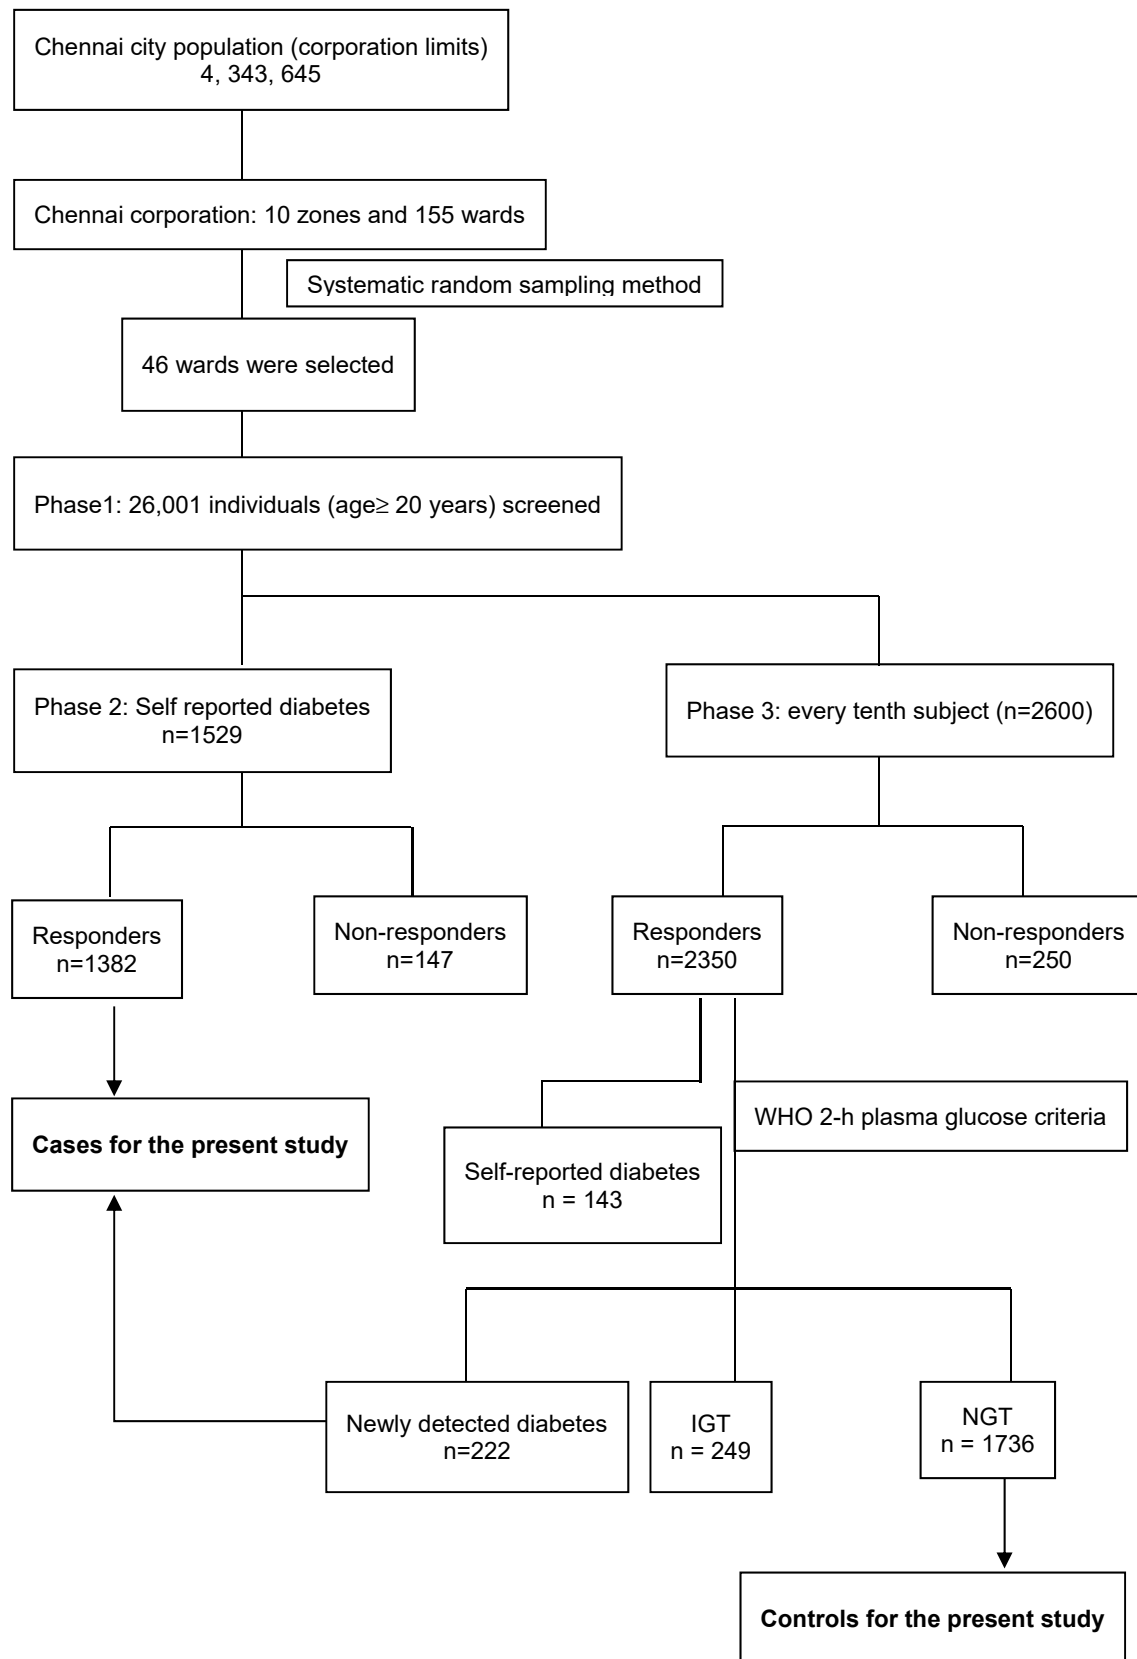 Chennai city population (corporation limits)
4, 343, 645
Chennai corporation: 10 zones and 155 wards
Systematic random sampling method
46 wards were selected
Phase1: 26,001 individuals (age≥ 20 years) screened
Phase 2: Self reported diabetes
n=1529
Phase 3: every tenth subject (n=2600)
Responders
n=1382
Non-responders
n=147
Responders
n=2350
Non-responders
n=250
Cases for the present study
WHO 2-h plasma glucose criteria
Self-reported diabetes
n = 143
Newly detected diabetes
n=222
IGT
n = 249
NGT
n = 1736
Controls for the present study